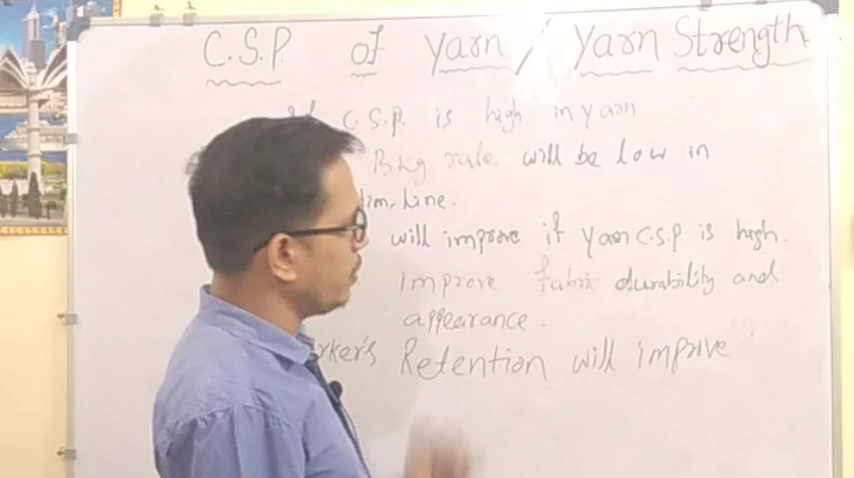 C.S.P. of Yarn / Yarn Strength
C.S.P. is high in yarn
Bkg rate will be low in
Line.
will improve if Yarn C.S.P is high.
improve fabric durability and
appearance.
Retention will improve